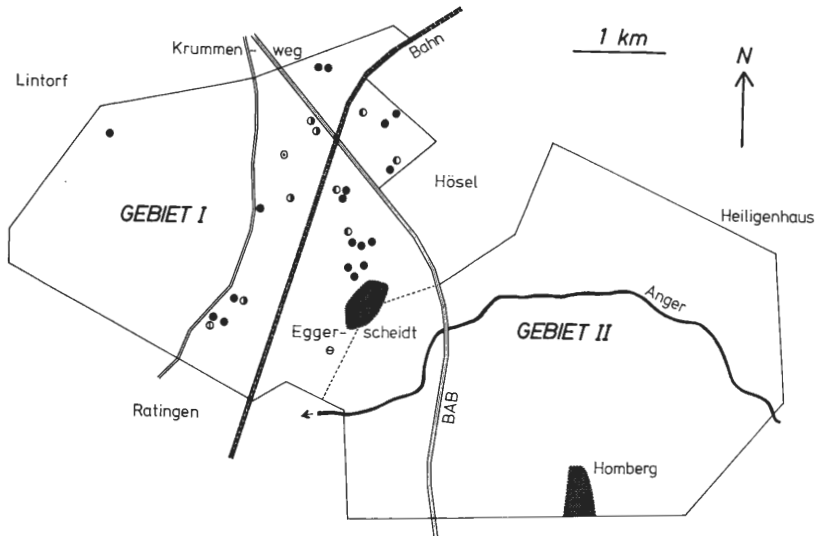 Krummen - weg
Bahn
1 km
N
Lintorf
Hösel
GEBIET I
Heiligenhaus
Anger
Egger- scheidt
GEBIET II
Ratingen
BAB
Homberg